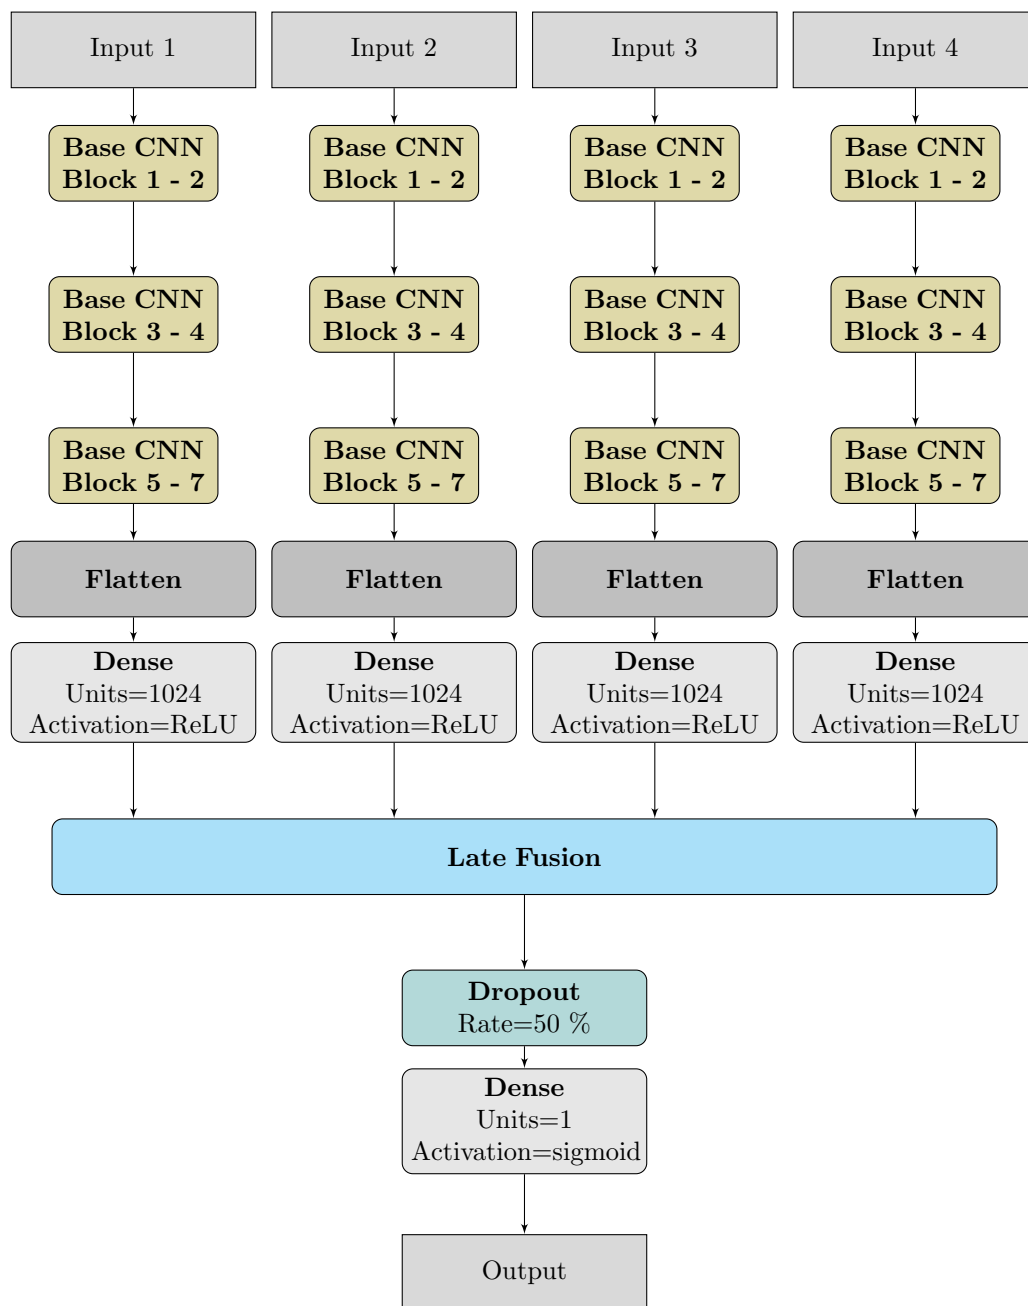 Input 1
Input 2
Input 3
Input 4
Base CNN
Block 1 - 2
Base CNN
Block 1 - 2
Base CNN
Block 1 - 2
Base CNN
Block 1 - 2
Base CNN
Block 3 - 4
Base CNN
Block 3 - 4
Base CNN
Block 3 - 4
Base CNN
Block 3 - 4
Base CNN
Block 5 - 7
Base CNN
Block 5 - 7
Base CNN
Block 5 - 7
Base CNN
Block 5 - 7
Flatten
Flatten
Flatten
Flatten
Dense
Units=1024
Activation=ReLU
Dense
Units=1024
Activation=ReLU
Dense
Units=1024
Activation=ReLU
Dense
Units=1024
Activation=ReLU
Late Fusion
Dropout
Rate=50 %
Dense
Units=1
Activation=sigmoid
Output